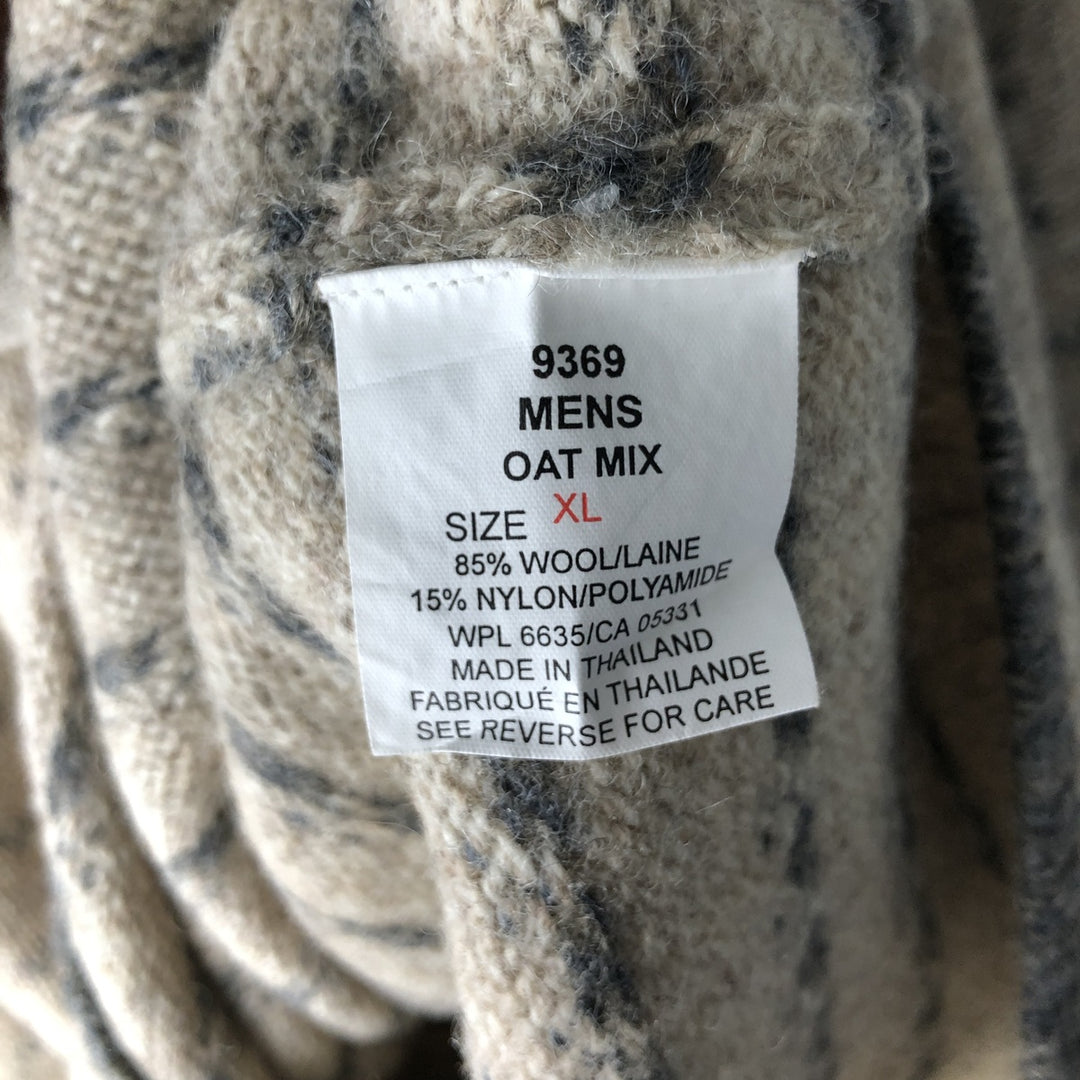 9369
MENS
OAT MIX
SIZE XL
85% WOOL/LAINE
15% NYLON/POLYAMIDE
WPL 6635/CA 05331
MADE IN THAILAND
FABRIQUÉ EN THAILANDE
SEE REVERSE FOR CARE